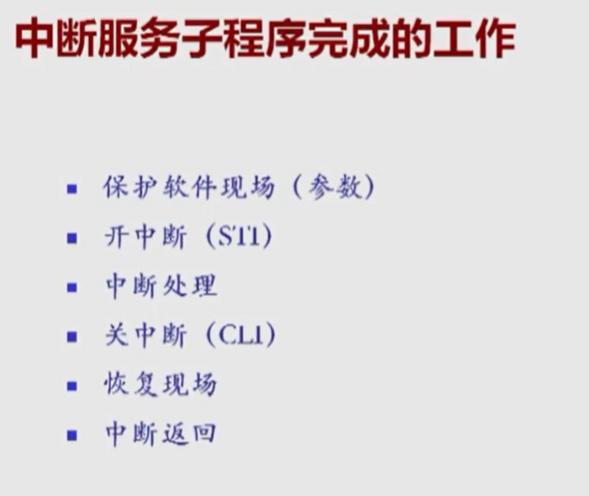 中断服务子程序完成的工作
保护软件现场（参数）
开中断（STI）
中断处理
关中断（CLI）
恢复现场
中断返回